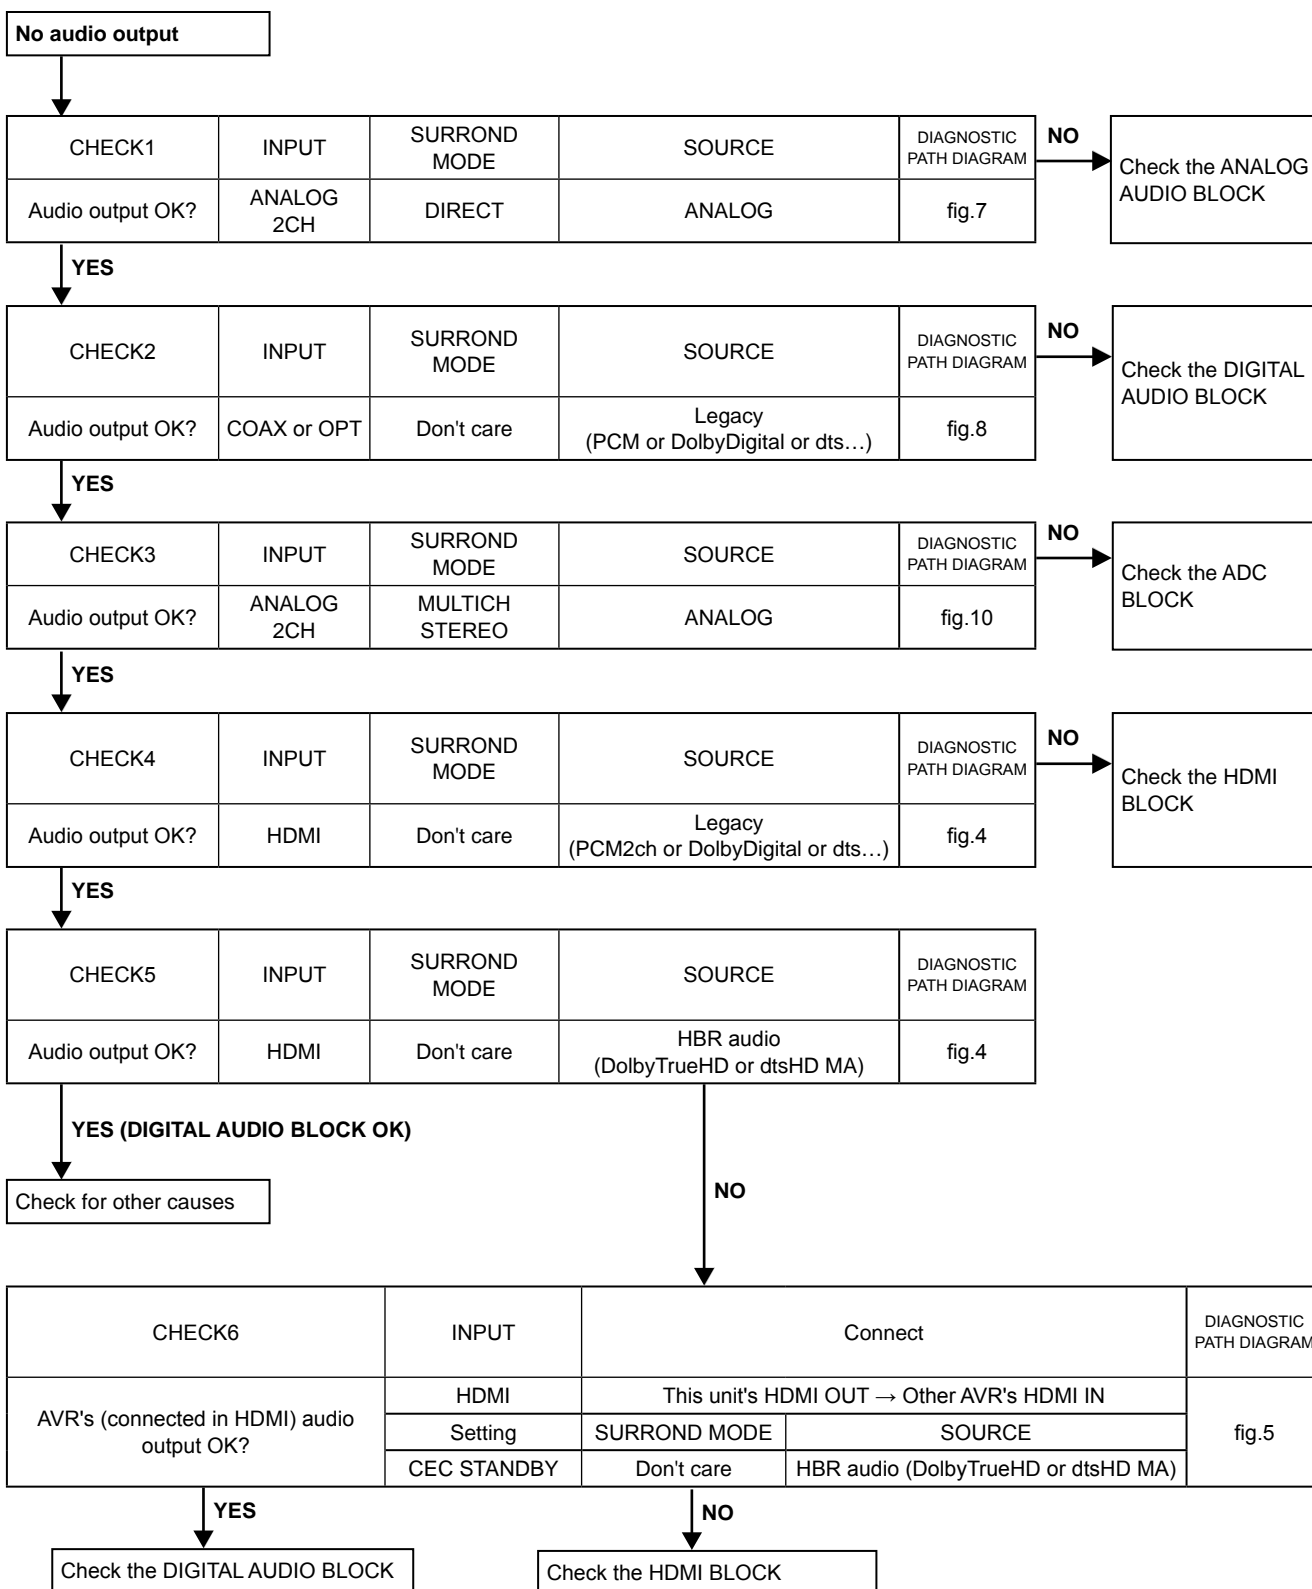 No audio output
CHECK1 INPUT SURROND MODE SOURCE DIAGNOSTIC PATH DIAGRAM
NO
Check the ANALOG
AUDIO BLOCK
Audio output OK? ANALOG 2CH DIRECT ANALOG fig.7
YES
CHECK2 INPUT SURROND MODE SOURCE DIAGNOSTIC PATH DIAGRAM
NO
Check the DIGITAL
AUDIO BLOCK
Audio output OK? COAX or OPT Don't care Legacy (PCM or DolbyDigital or dts…) fig.8
YES
CHECK3 INPUT SURROND MODE SOURCE DIAGNOSTIC PATH DIAGRAM
NO
Check the ADC
BLOCK
Audio output OK? ANALOG 2CH MULTICH STEREO ANALOG fig.10
YES
CHECK4 INPUT SURROND MODE SOURCE DIAGNOSTIC PATH DIAGRAM
NO
Check the HDMI
BLOCK
Audio output OK? HDMI Don't care Legacy (PCM2ch or DolbyDigital or dts…) fig.4
YES
CHECK5 INPUT SURROND MODE SOURCE DIAGNOSTIC PATH DIAGRAM
Audio output OK? HDMI Don't care HBR audio (DolbyTrueHD or dtsHD MA) fig.4
YES (DIGITAL AUDIO BLOCK OK)
Check for other causes
NO
CHECK6 INPUT Connect DIAGNOSTIC PATH DIAGRAM
AVR's (connected in HDMI) audio output OK?
HDMI This unit's HDMI OUT → Other AVR's HDMI IN
Setting SURROND MODE SOURCE fig.5
CEC STANDBY Don't care HBR audio (DolbyTrueHD or dtsHD MA)
YES
NO
Check the DIGITAL AUDIO BLOCK
Check the HDMI BLOCK